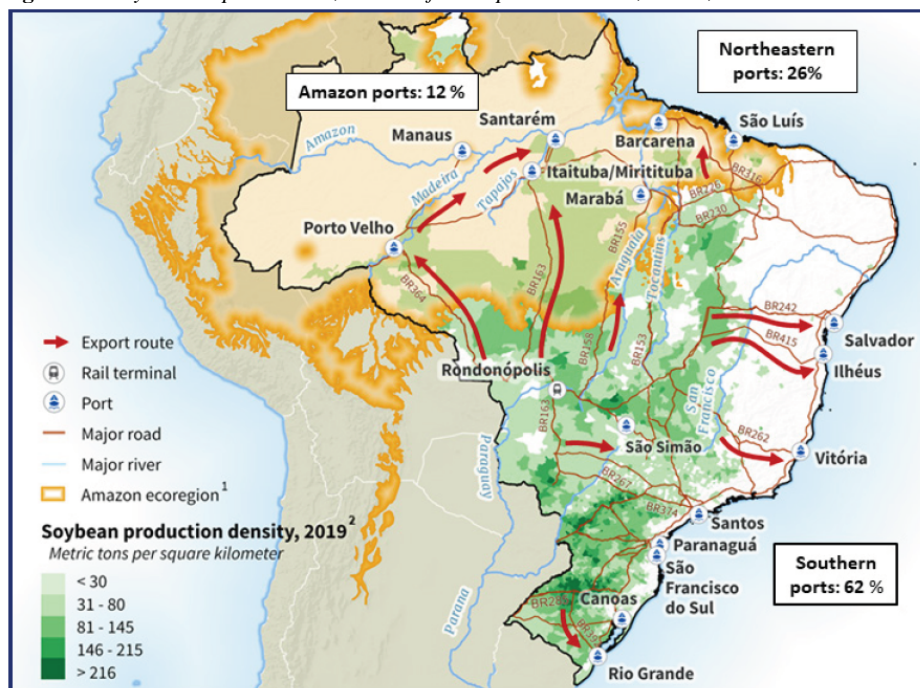 Northeastern
ports: 26%
Amazon ports: 12 %
Santarém
São Luís
Manaus
Barcarena
Amazon
Madeira
Tapajos
Itaituba/Miritituba
BR316
Marabá
BR226
BR230
Porto Velho
BR153
Araguaia
Tocantins
BR163
BR364
BR242
Salvador
BR415
Ilhéus
BR158
BR153
Export route
Rail terminal
Port
Major road
Major river
Amazon ecoregion 1
Rondonópolis
San
Francisco
BR163
Paraguay
São Simão
BR262
Vitória
BR267
BR374
Soybean production density, 2019 2
Metric tons per square kilometer
< 30
31 - 80
81 - 145
146 - 215
> 216
Santos
Paranaguá
São
Francisco
do Sul
Southern
ports: 62 %
Parana
Canoas
Rio Grande